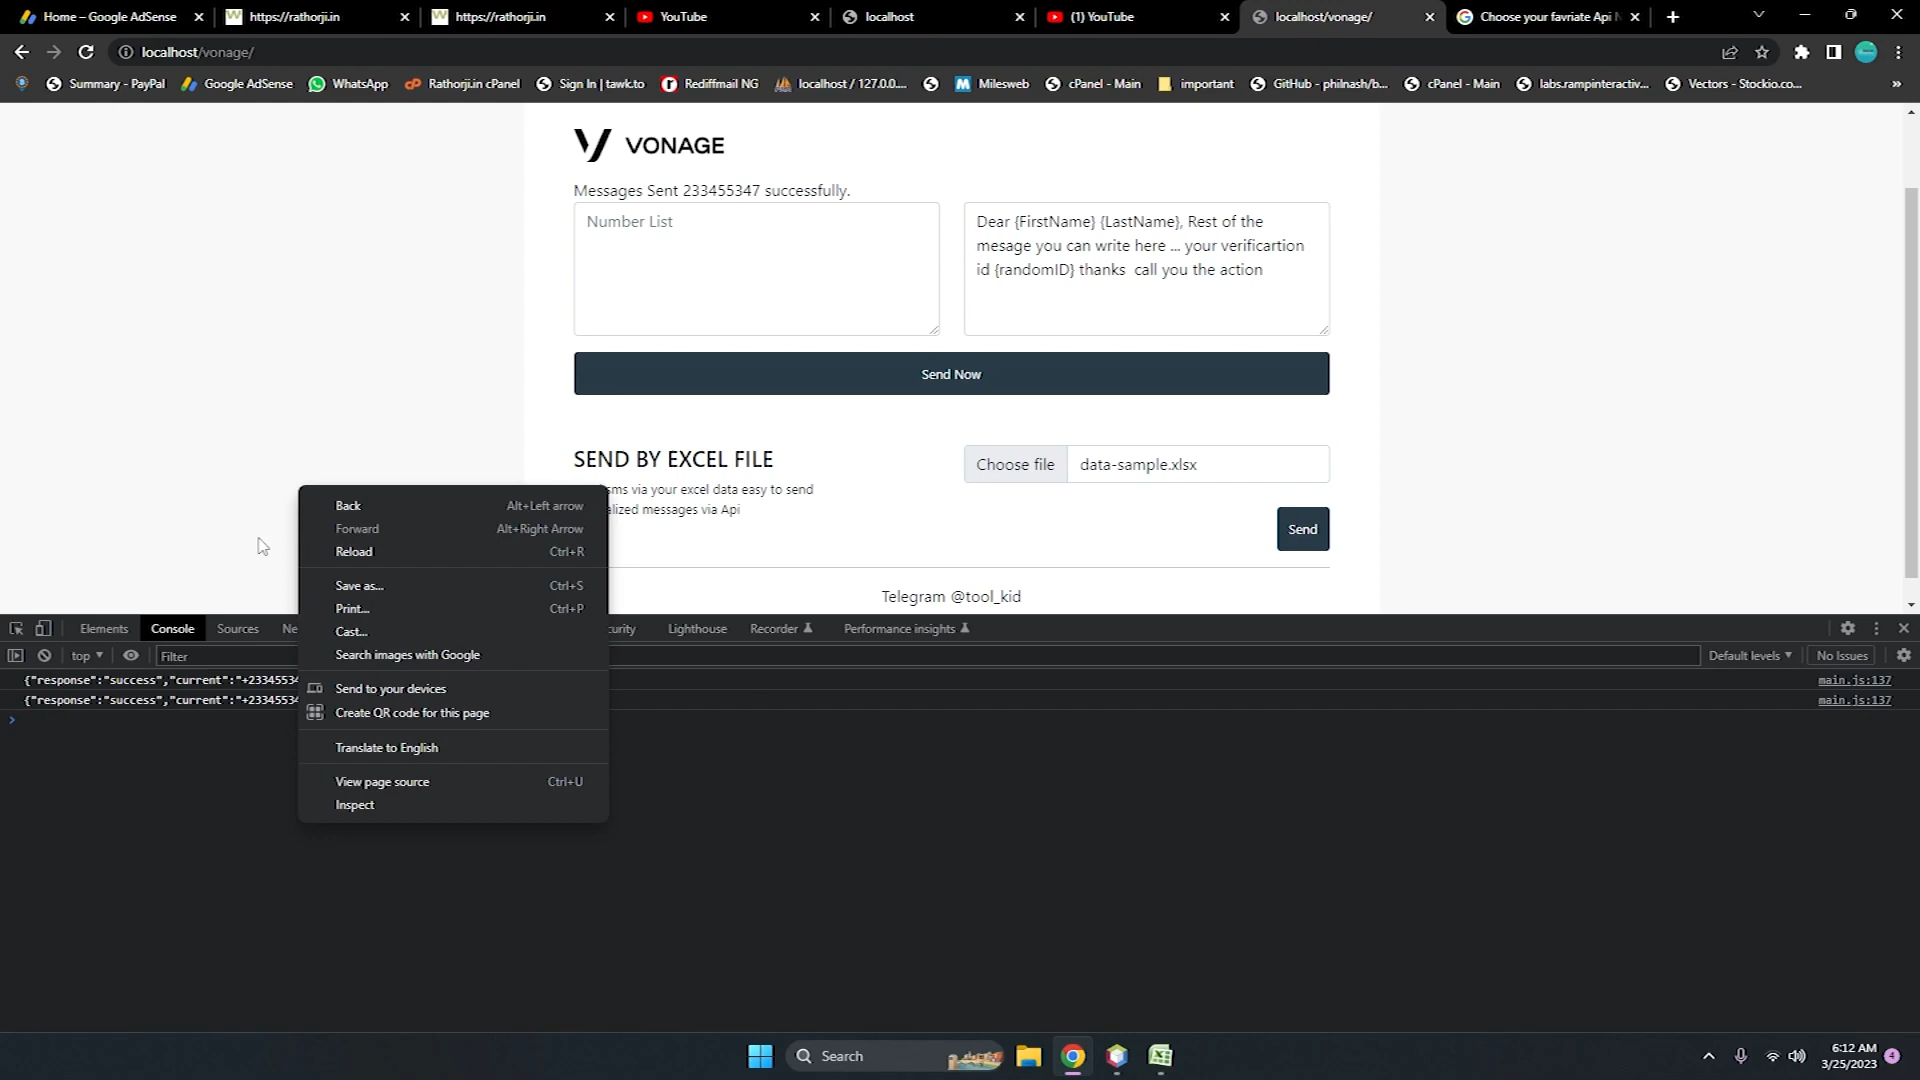 Home – Google AdSense
https://rathorji.in
https://rathorji.in
YouTube
localhost
(1) YouTube
localhost/vonage/
Choose your favriate Api
localhost/vonage/
Summary - PayPal
Google AdSense
WhatsApp
Rathorji.in cPanel
Sign In | tawk.to
Rediffmail NG
localhost / 127.0.0....
Milesweb
cPanel - Main
important
GitHub - philnash/b...
cPanel - Main
labs.rampinteractiv...
Vectors - Stockio.co...
»
VONAGE
Messages Sent 233455347 successfully.
Number List
Dear {FirstName} {LastName}, Rest of the
mesage you can write here ... your verificartion
id {randomID} thanks  call you the action
Send Now
SEND BY EXCEL FILE
Choose file
data-sample.xlsx
sms via your excel data easy to send
alized messages via Api
Send
Telegram @tool_kid
Back Alt+Left arrow
Forward Alt+Right Arrow
Reload Ctrl+R
Save as... Ctrl+S
Print... Ctrl+P
Cast...
Search images with Google
Send to your devices
Create QR code for this page
Translate to English
View page source Ctrl+U
Inspect
Elements
Console
Sources
Ne
curity
Lighthouse
Recorder
Performance insights
top
Filter
Default levels
No Issues
{"response":"success","current":"+23345534
main.js:137
{"response":"success","current":"+23345534
main.js:137
Search
6:12 AM
3/25/2023
4